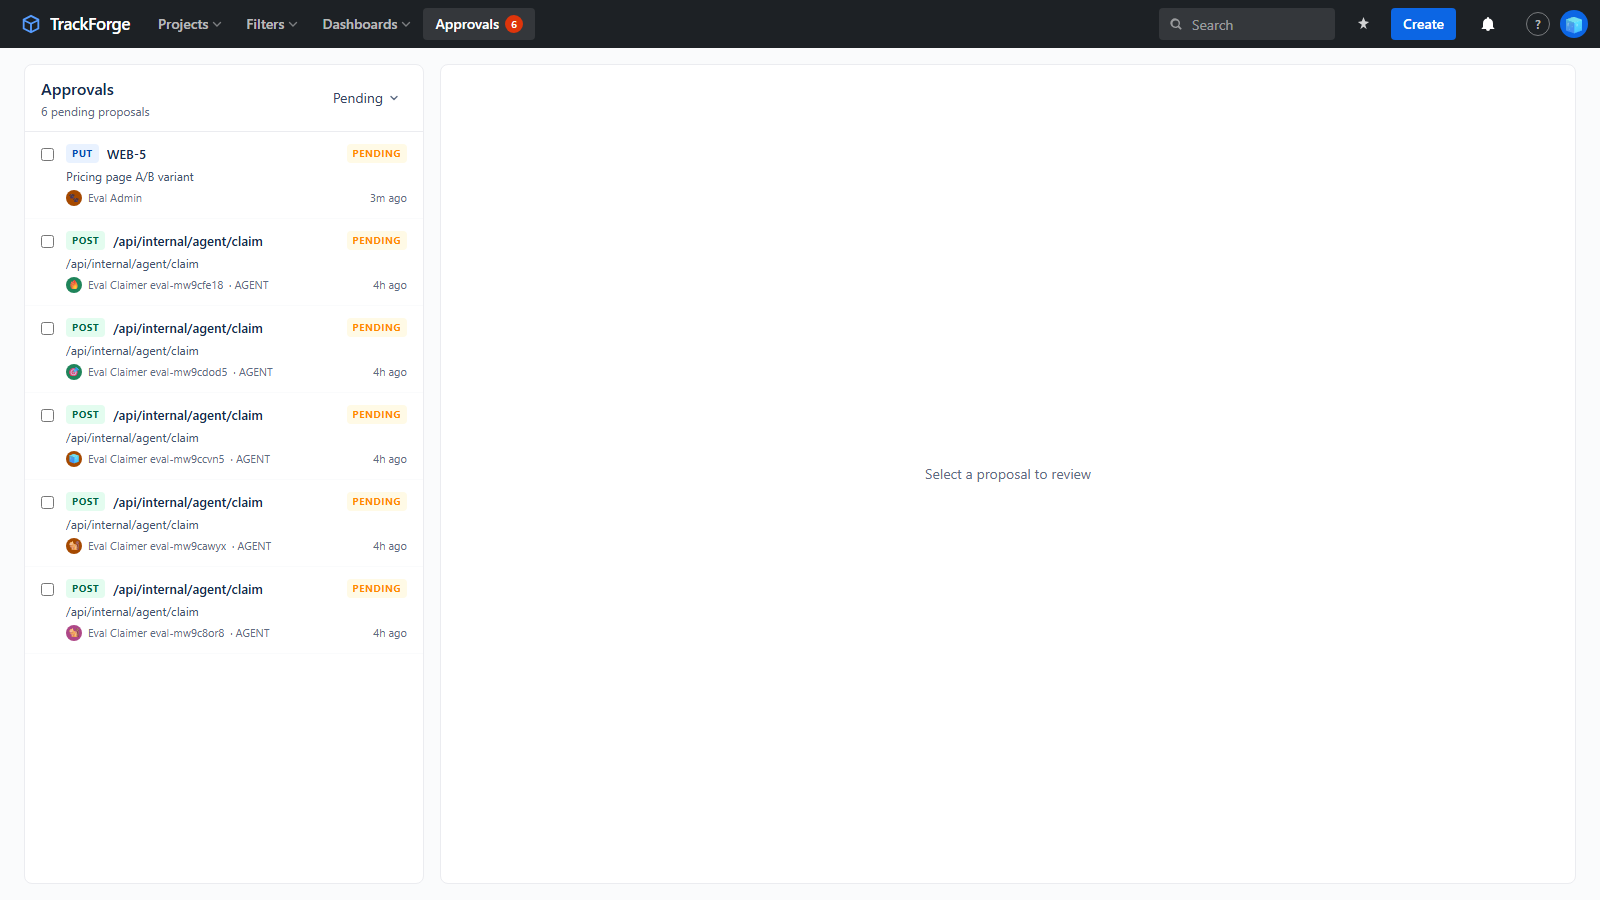 TrackForge Projects Filters Dashboards Approvals 6 Search Create ?
Approvals
6 pending proposals
Pending
PUT WEB-5 PENDING
Pricing page A/B variant
Eval Admin 3m ago
POST /api/internal/agent/claim PENDING
/api/internal/agent/claim
Eval Claimer eval-mw9cfe18 · AGENT 4h ago
POST /api/internal/agent/claim PENDING
/api/internal/agent/claim
Eval Claimer eval-mw9cdod5 · AGENT 4h ago
POST /api/internal/agent/claim PENDING
/api/internal/agent/claim
Eval Claimer eval-mw9ccvn5 · AGENT 4h ago
POST /api/internal/agent/claim PENDING
/api/internal/agent/claim
Eval Claimer eval-mw9cawyx · AGENT 4h ago
POST /api/internal/agent/claim PENDING
/api/internal/agent/claim
Eval Claimer eval-mw9c8or8 · AGENT 4h ago
Select a proposal to review